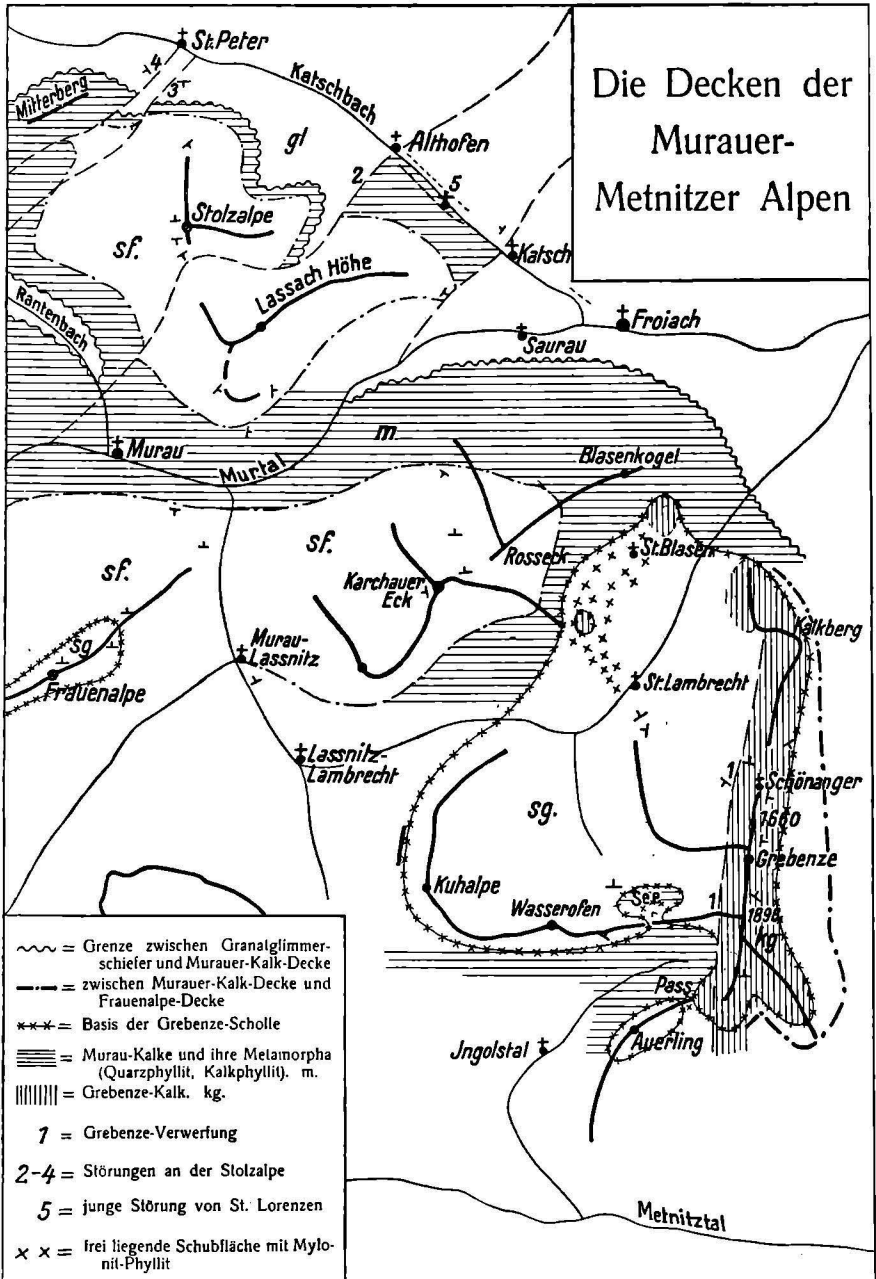 Die Decken der
Murauer-
Metnitzer Alpen
St. Peter
4
3
Mitterberg
Katschbach
gl
Althofen
2
5
Stolzalpe
Katsch
sf.
Lassach Höhe
Rantenbach
Froiach
Saurau
m
Murau
Murtal
Blasenkogel
sf.
sf.
Rosseck
St. Blasen
Karchauer
Eck
Kalkberg
sg
Murau-
Lassnitz
Frauenalpe
St. Lambrecht
Lassnitz-
Lambrecht
1
Schönanger
1660
sg.
Grebenze
Kuhalpe
See
Wasserofen
1
1898
kg
Pass
Jngolstal
Auerling
Metnitztal
= Grenze zwischen Granatglimmer-
schiefer und Murauer-Kalk-Decke
= zwischen Murauer-Kalk-Decke und
Frauenalpe-Decke
= Basis der Grebenze-Scholle
= Murau-Kalke und ihre Metamorpha
(Quarzphyllit, Kalkphyllit). m.
= Grebenze-Kalk. kg.
1 = Grebenze-Verwerfung
2-4 = Störungen an der Stolzalpe
5 = junge Störung von St. Lorenzen
x x = frei liegende Schubfläche mit Mylo-
nit-Phyllit